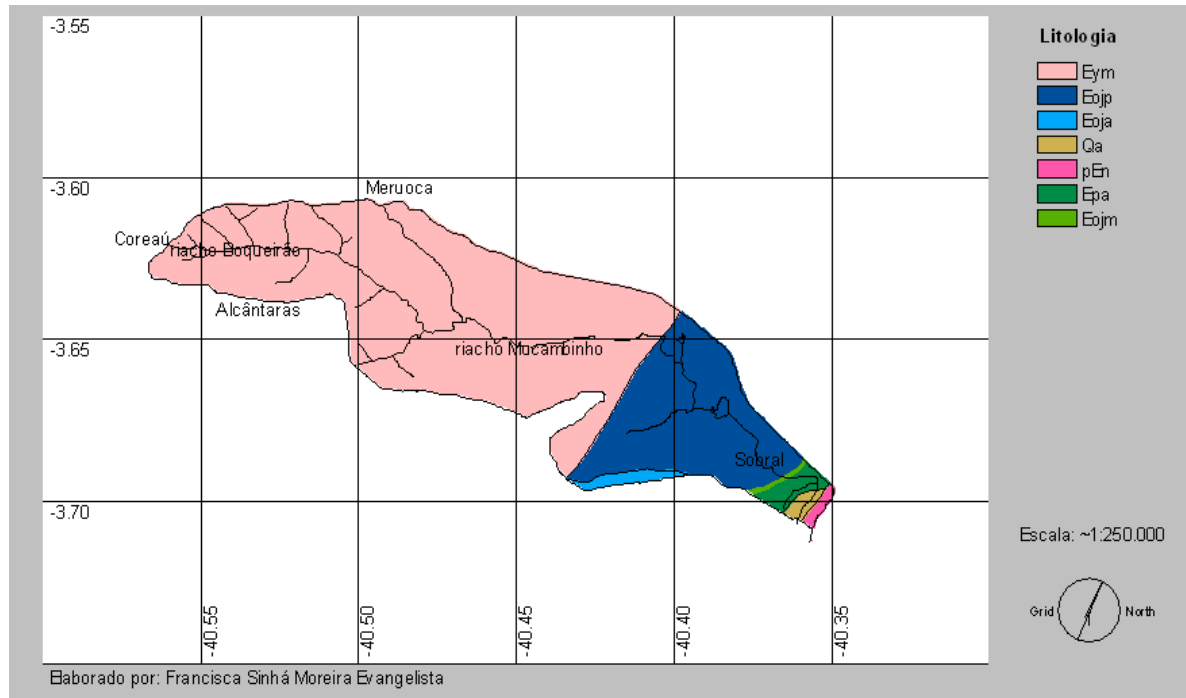 -3.55
-3.60
-3.65
-3.70
Meruoca
Coreaú
riacho Boqueirão
Alcântaras
riacho Mucambinho
Sobral
-40.55
-40.50
-40.45
-40.40
-40.35
Litologia
Eym
Eojp
Eoja
Qa
pEn
Epa
Eojm
Escala: ~1:250.000
Grid
North
Elaborado por: Francisca Sinhá Moreira Evangelista